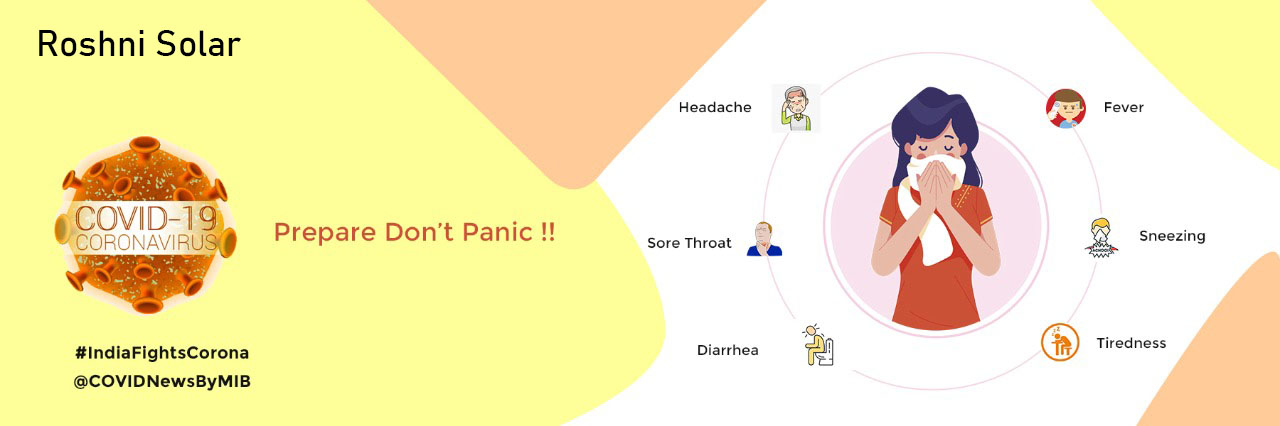 Roshni Solar
COVID-19
CORONAVIRUS
Prepare Don't Panic !!
#IndiaFightsCorona
@COVIDNewsByMIB
Headache
Fever
Sore Throat
Sneezing
Diarrhea
Tiredness